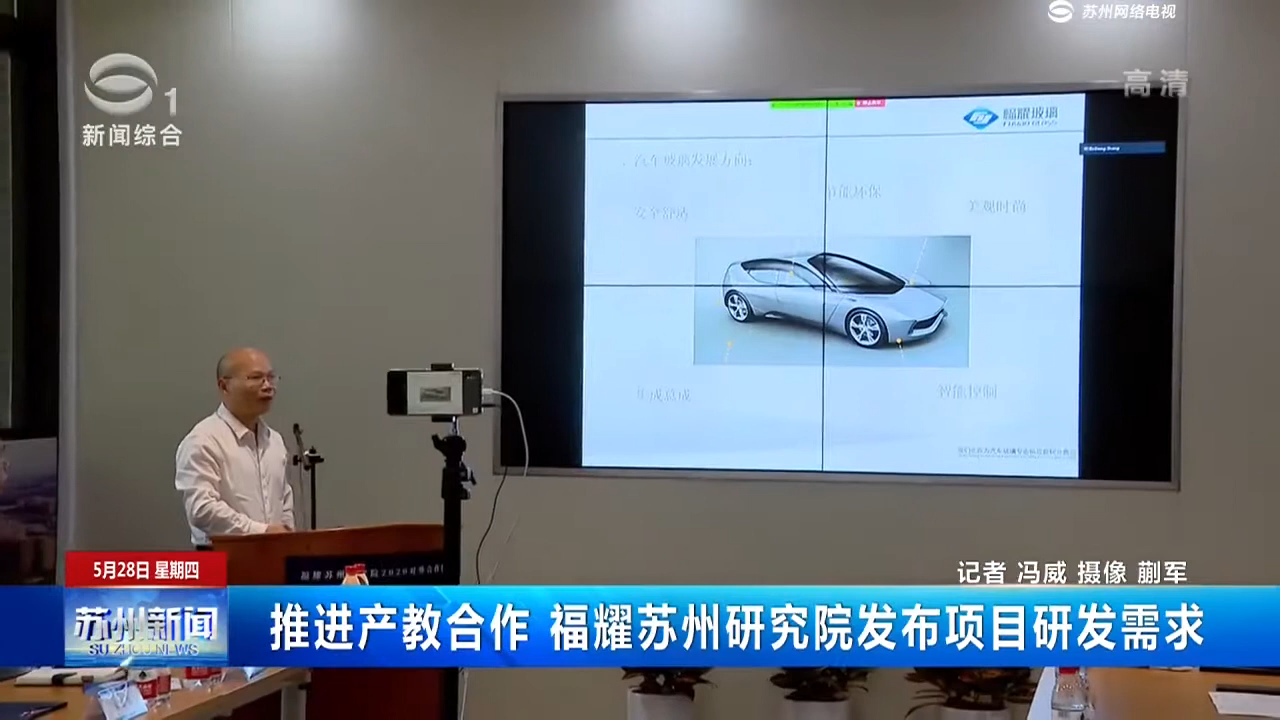 苏州网络电视
高清
1
新闻综合
福耀玻璃
FUYAO GLASS
汽车玻璃发展方向:
节能环保
安全舒适
美观时尚
集成总成
智能控制
5月28日 星期四
记者 冯威 摄像 蒯军
苏州新闻
SU ZHOU NEWS
推进产教合作 福耀苏州研究院发布项目研发需求